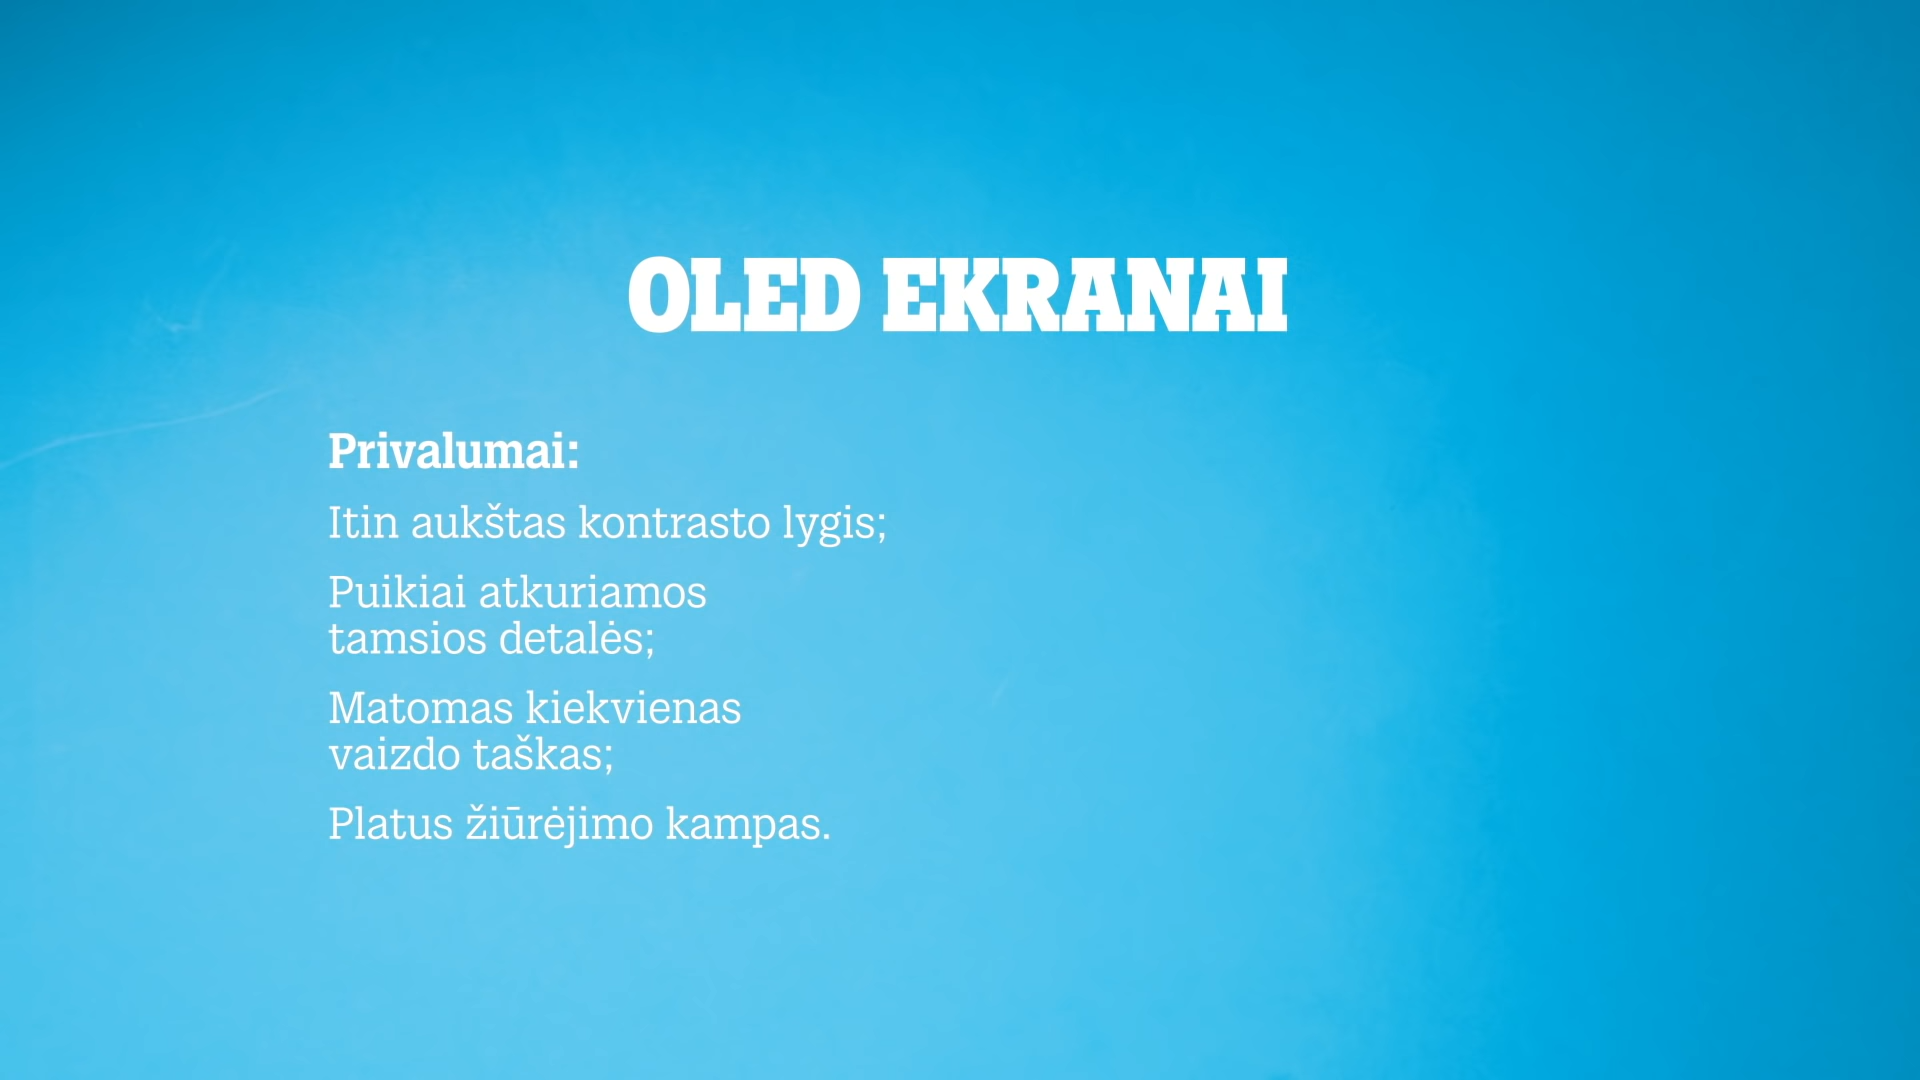 OLED EKRANAI
Privalumai:
Itin aukštas kontrasto lygis;
Puikiai atkuriamos
tamsios detalės;
Matomas kiekvienas
vaizdo taškas;
Platus žiūrėjimo kampas.